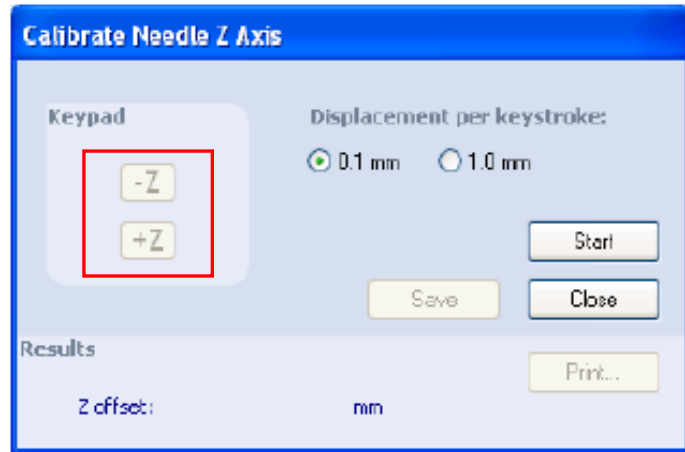 Calibrate Needle Z Axis
Keypad
Displacement per keystroke:
0.1 mm 1.0 mm
-Z
+Z
Start
Save Close
Results
Print...
Z offset: mm